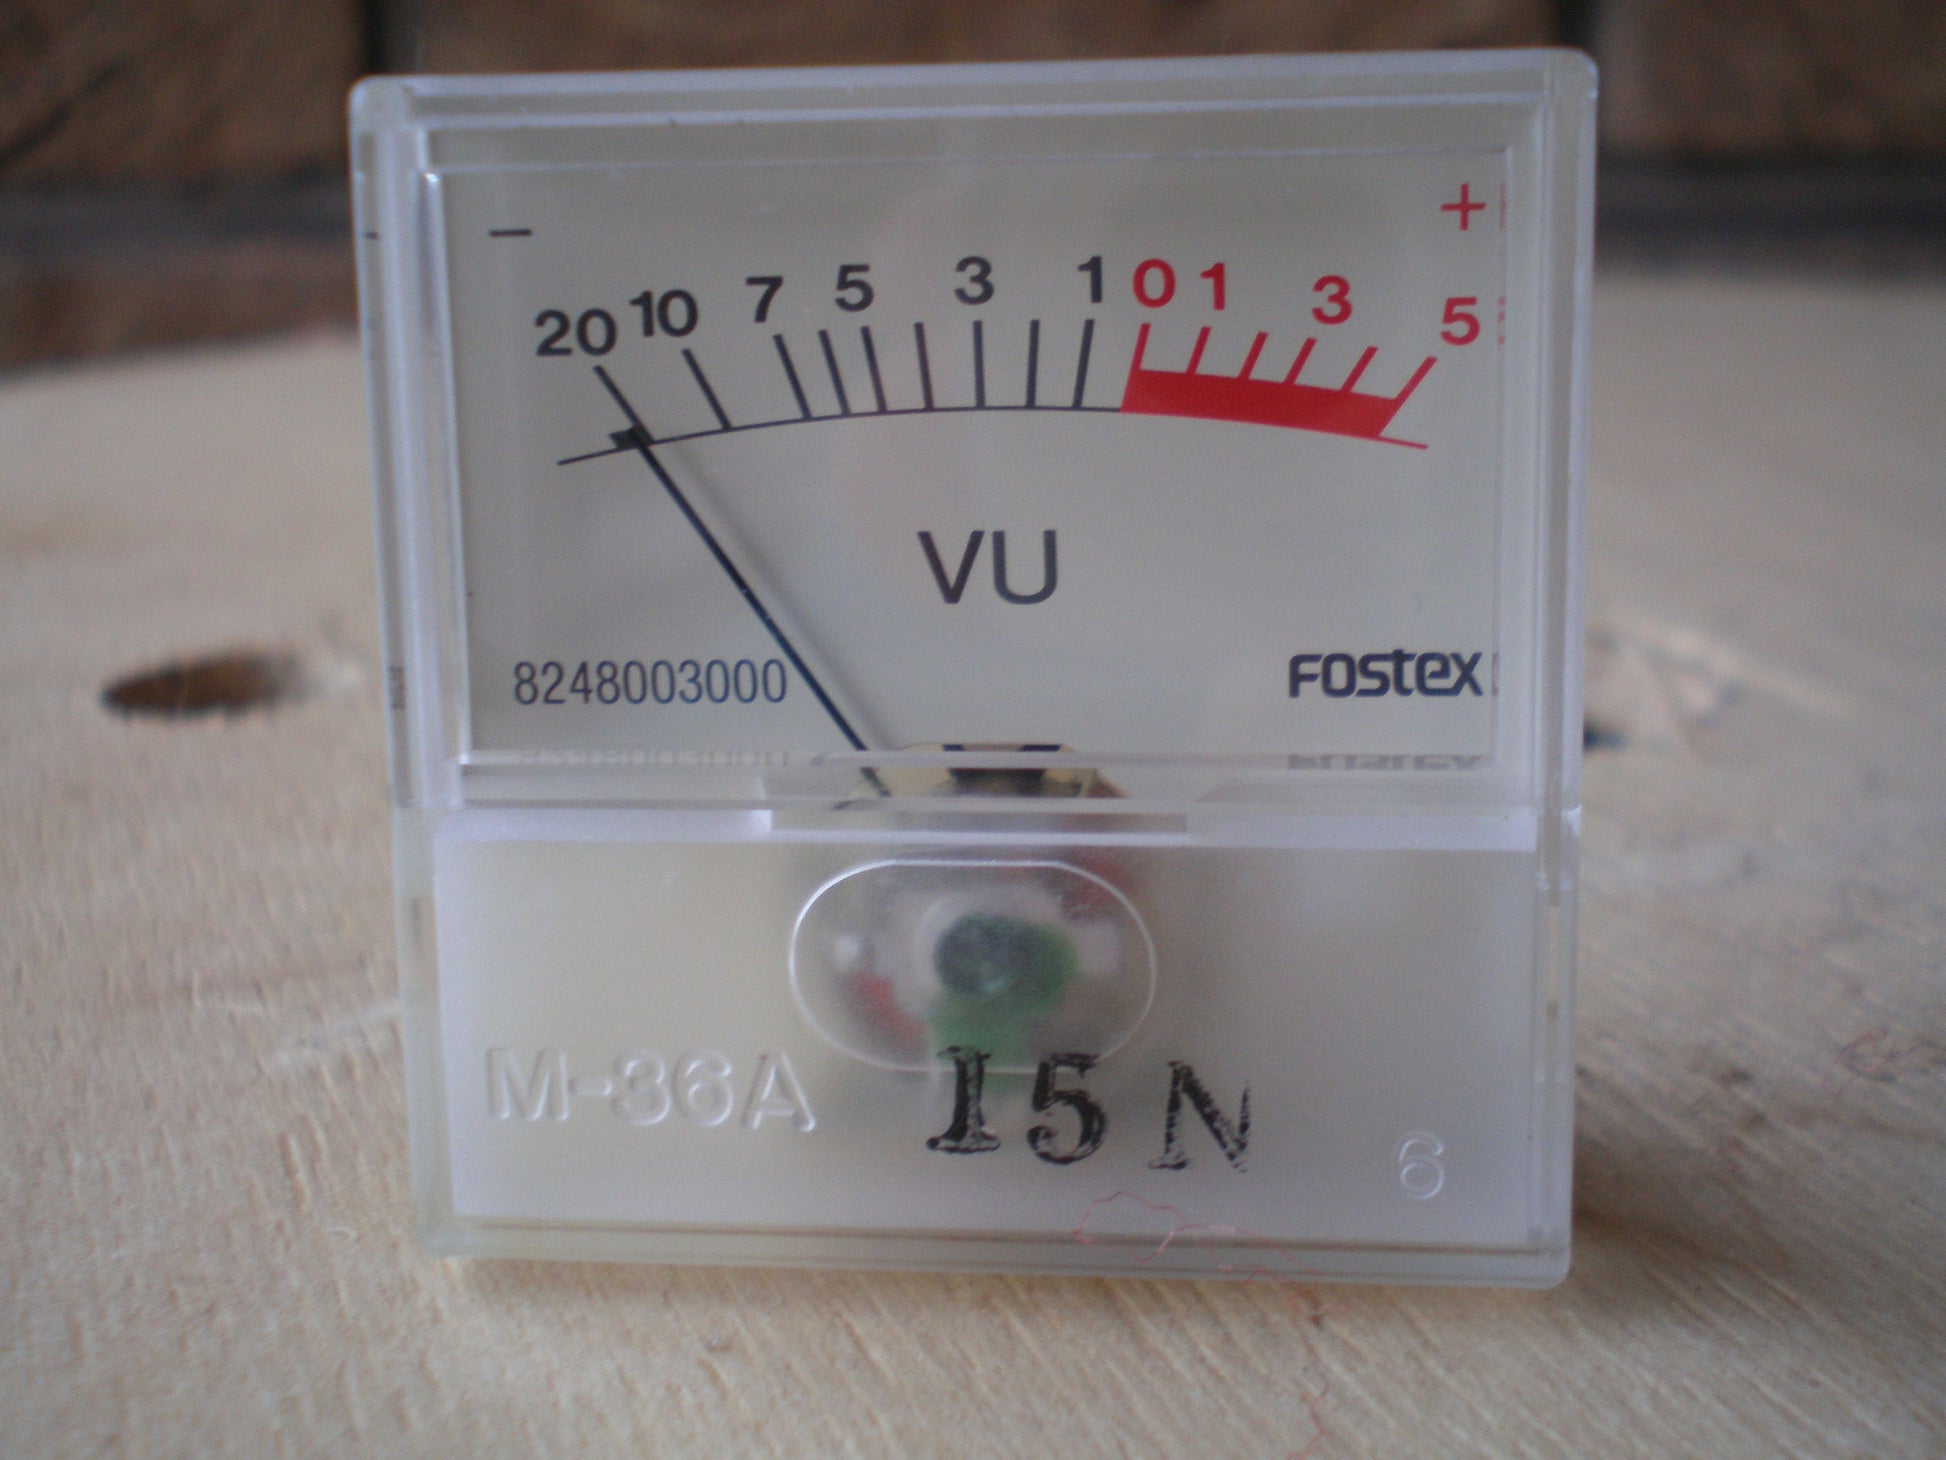 − +
20 10 7 5 3 1 0 1 3 5
VU
8248003000 FOSTEX
M-36A 15N 6